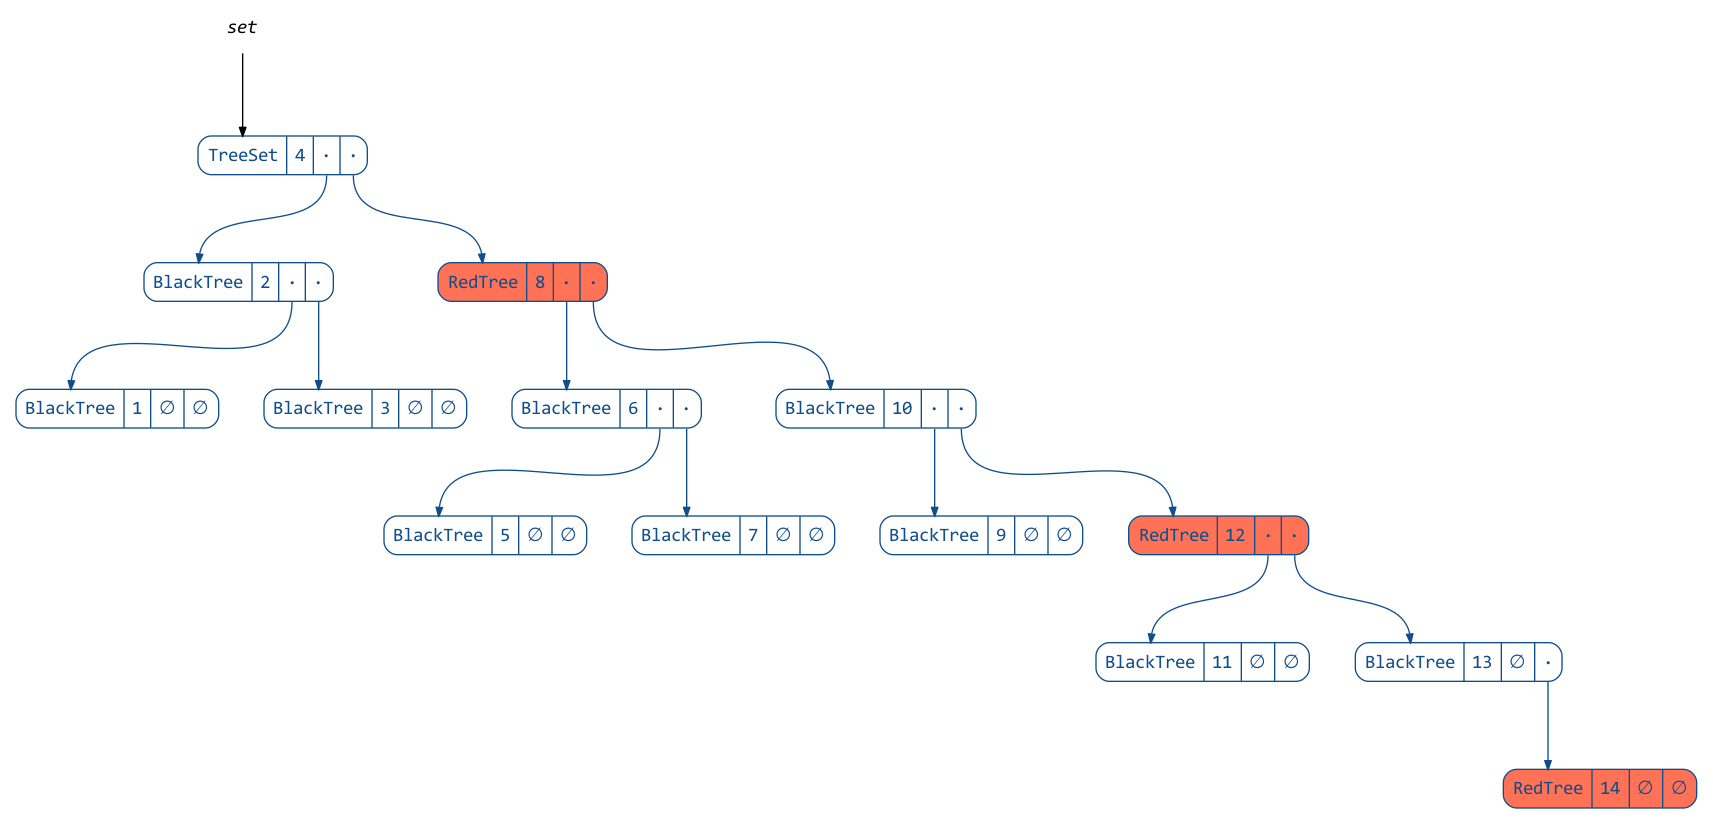 set
TreeSet 4 · ·
BlackTree 2 · ·
RedTree 8 · ·
BlackTree 1 ∅ ∅
BlackTree 3 ∅ ∅
BlackTree 6 · ·
BlackTree 10 · ·
BlackTree 5 ∅ ∅
BlackTree 7 ∅ ∅
BlackTree 9 ∅ ∅
RedTree 12 · ·
BlackTree 11 ∅ ∅
BlackTree 13 ∅ ·
RedTree 14 ∅ ∅